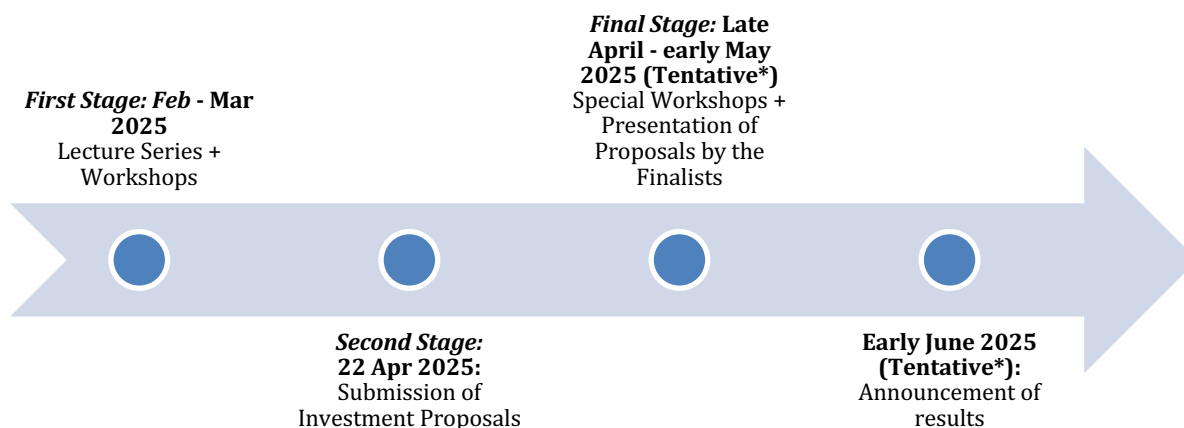 First Stage: Feb - Mar
2025
Lecture Series +
Workshops
Second Stage:
22 Apr 2025:
Submission of
Investment Proposals
Final Stage: Late
April - early May
2025 (Tentative*)
Special Workshops +
Presentation of
Proposals by the
Finalists
Early June 2025
(Tentative*):
Announcement of
results